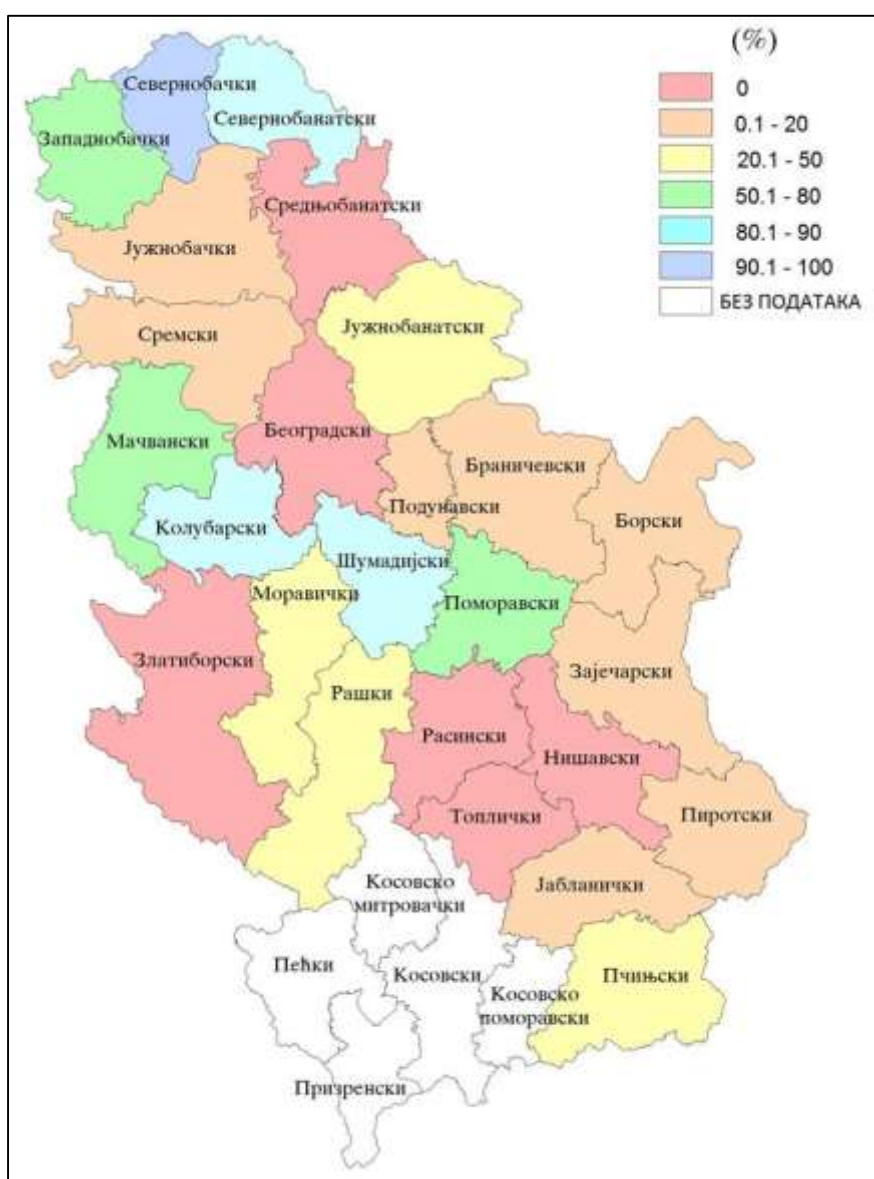 (%)
0
0.1 - 20
20.1 - 50
50.1 - 80
80.1 - 90
90.1 - 100
БЕЗ ПОДАТАКА
Севернобачки
Севернобанатски
Западнобачки
Средњобанатски
Јужнобачки
Јужнобанатски
Сремски
Београдски
Мачвански
Браничевски
Подунавски
Борски
Колубарски
Шумадијски
Моравички
Поморавски
Златиборски
Зајечарски
Рашки
Расински
Нишавски
Топлички
Пиротски
Јабланички
Косовско
митровачки
Пећки
Косовски
Косовско
поморавски
Пчињски
Призренски